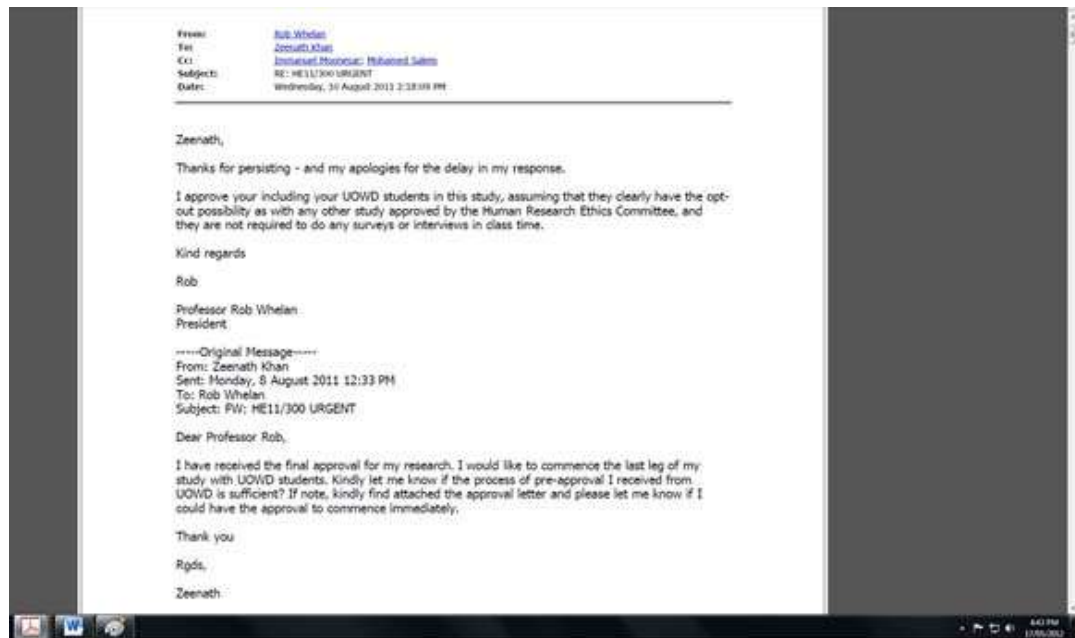 From: Rob Whelan
To: Zeenath Khan
Cc: Immanuel Moonesar; Mohamed Salem
Subject: RE: HE11/300 URGENT
Date: Wednesday, 10 August 2011 2:18:09 PM
Zeenath,
Thanks for persisting - and my apologies for the delay in my response.
I approve your including your UOWD students in this study, assuming that they clearly have the opt-
out possibility as with any other study approved by the Human Research Ethics Committee, and
they are not required to do any surveys or interviews in class time.
Kind regards
Rob
Professor Rob Whelan
President
-----Original Message-----
From: Zeenath Khan
Sent: Monday, 8 August 2011 12:33 PM
To: Rob Whelan
Subject: FW: HE11/300 URGENT
Dear Professor Rob,
I have received the final approval for my research. I would like to commence the last leg of my
study with UOWD students. Kindly let me know if the process of pre-approval I received from
UOWD is sufficient? If note, kindly find attached the approval letter and please let me know if I
could have the approval to commence immediately.
Thank you
Rgds,
Zeenath
W
6:43 PM
17/05/2012